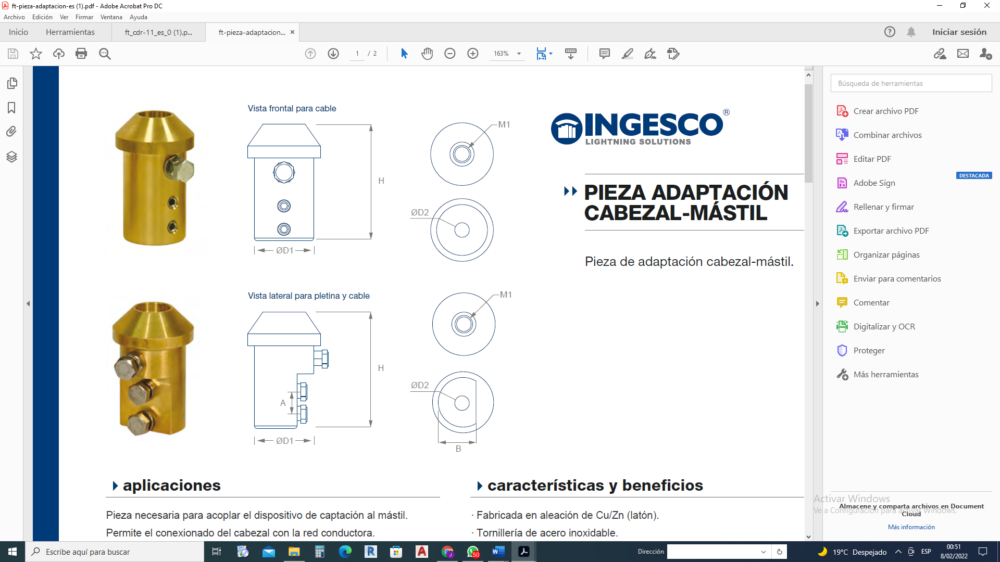 ft-pieza-adaptacion-es (1).pdf - Adobe Acrobat Pro DC
Archivo Edición Ver Firmar Ventana Ayuda
Inicio Herramientas ft_cdr-11_es_0 (1).p... ft-pieza-adaptacion... ×
Iniciar sesión
1 / 2
163%
Búsqueda de herramientas
Crear archivo PDF
Combinar archivos
Editar PDF
DESTACADA
Adobe Sign
Rellenar y firmar
Exportar archivo PDF
Organizar páginas
Enviar para comentarios
Comentar
Digitalizar y OCR
Proteger
Más herramientas
Almacene y comparta archivos en Document
Cloud
Más información
Activar Windows
Ve a Configuración para activar Windows.
Vista frontal para cable
M1
H
ØD2
ØD1
INGESCO®
LIGHTNING SOLUTIONS
PIEZA ADAPTACIÓN
CABEZAL-MÁSTIL
Pieza de adaptación cabezal-mástil.
Vista lateral para pletina y cable
M1
H
ØD2
A
ØD1
B
aplicaciones
Pieza necesaria para acoplar el dispositivo de captación al mástil.
Permite el conexionado del cabezal con la red conductora.
características y beneficios
· Fabricada en aleación de Cu/Zn (latón).
· Tornillería de acero inoxidable.
Escribe aquí para buscar
50
Dirección
19°C Despejado
ESP
00:51
8/02/2022